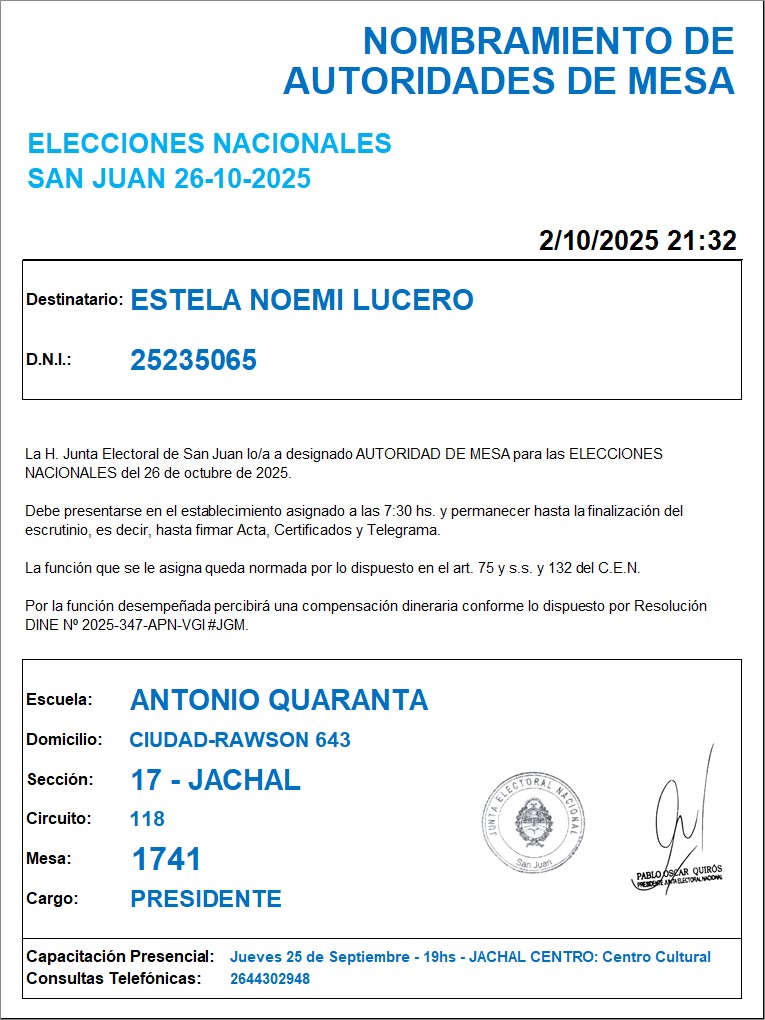 NOMBRAMIENTO DE
AUTORIDADES DE MESA
ELECCIONES NACIONALES
SAN JUAN 26-10-2025
2/10/2025 21:32
Destinatario: ESTELA NOEMI LUCERO
D.N.I.: 25235065
La H. Junta Electoral de San Juan lo/a a designado AUTORIDAD DE MESA para las ELECCIONES
NACIONALES del 26 de octubre de 2025.
Debe presentarse en el establecimiento asignado a las 7:30 hs. y permanecer hasta la finalización del
escrutinio, es decir, hasta firmar Acta, Certificados y Telegrama.
La función que se le asigna queda normada por lo dispuesto en el art. 75 y s.s. y 132 del C.E.N.
Por la función desempeñada percibirá una compensación dineraria conforme lo dispuesto por Resolución
DINE Nº 2025-347-APN-VGI#JGM.
Escuela: ANTONIO QUARANTA
Domicilio: CIUDAD-RAWSON 643
Sección: 17 - JACHAL
Circuito: 118
Mesa: 1741
Cargo: PRESIDENTE
JUNTA ELECTORAL NACIONAL
San Juan
PABLO OSCAR QUIRÓS
PRESIDENTE JUNTA ELECTORAL NACIONAL
Capacitación Presencial: Jueves 25 de Septiembre - 19hs - JACHAL CENTRO: Centro Cultural
Consultas Telefónicas: 2644302948